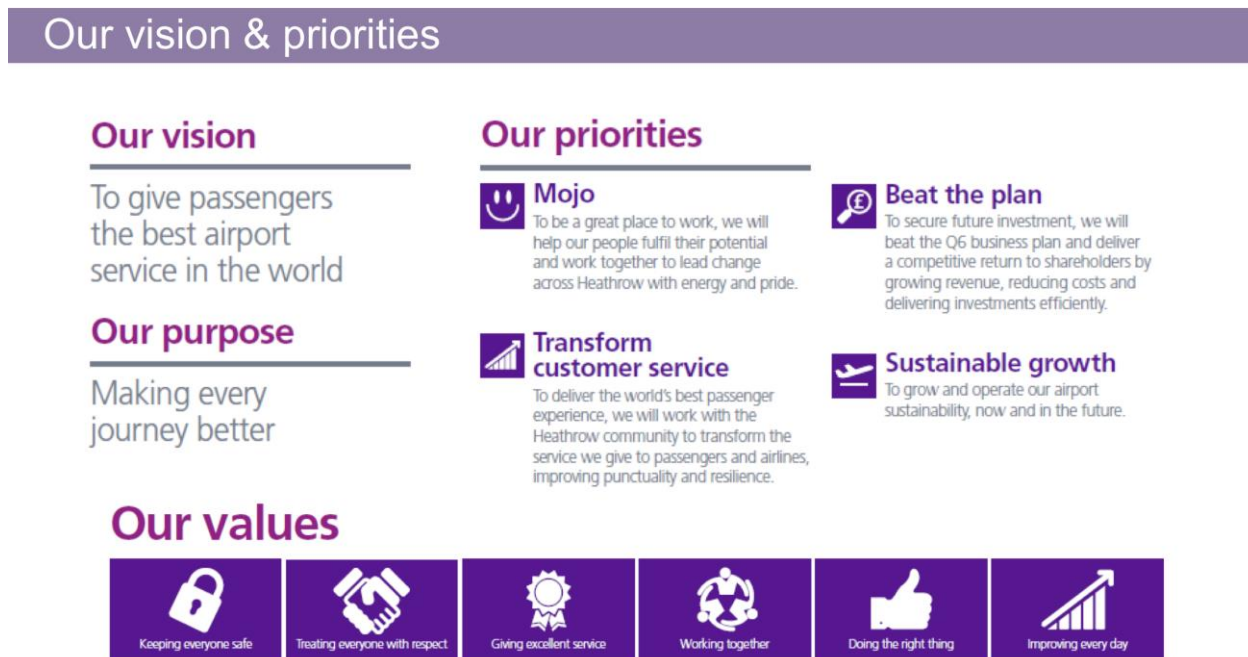 Our vision & priorities
Our vision
To give passengers
the best airport
service in the world
Our purpose
Making every
journey better
Our priorities
Mojo
To be a great place to work, we will
help our people fulfil their potential
and work together to lead change
across Heathrow with energy and pride.
Transform
customer service
To deliver the world's best passenger
experience, we will work with the
Heathrow community to transform the
service we give to passengers and airlines,
improving punctuality and resilience.
Beat the plan
To secure future investment, we will
beat the Q6 business plan and deliver
a competitive return to shareholders by
growing revenue, reducing costs and
delivering investments efficiently.
Sustainable growth
To grow and operate our airport
sustainability, now and in the future.
Our values
Keeping everyone safe
Treating everyone with respect
Giving excellent service
Working together
Doing the right thing
Improving every day